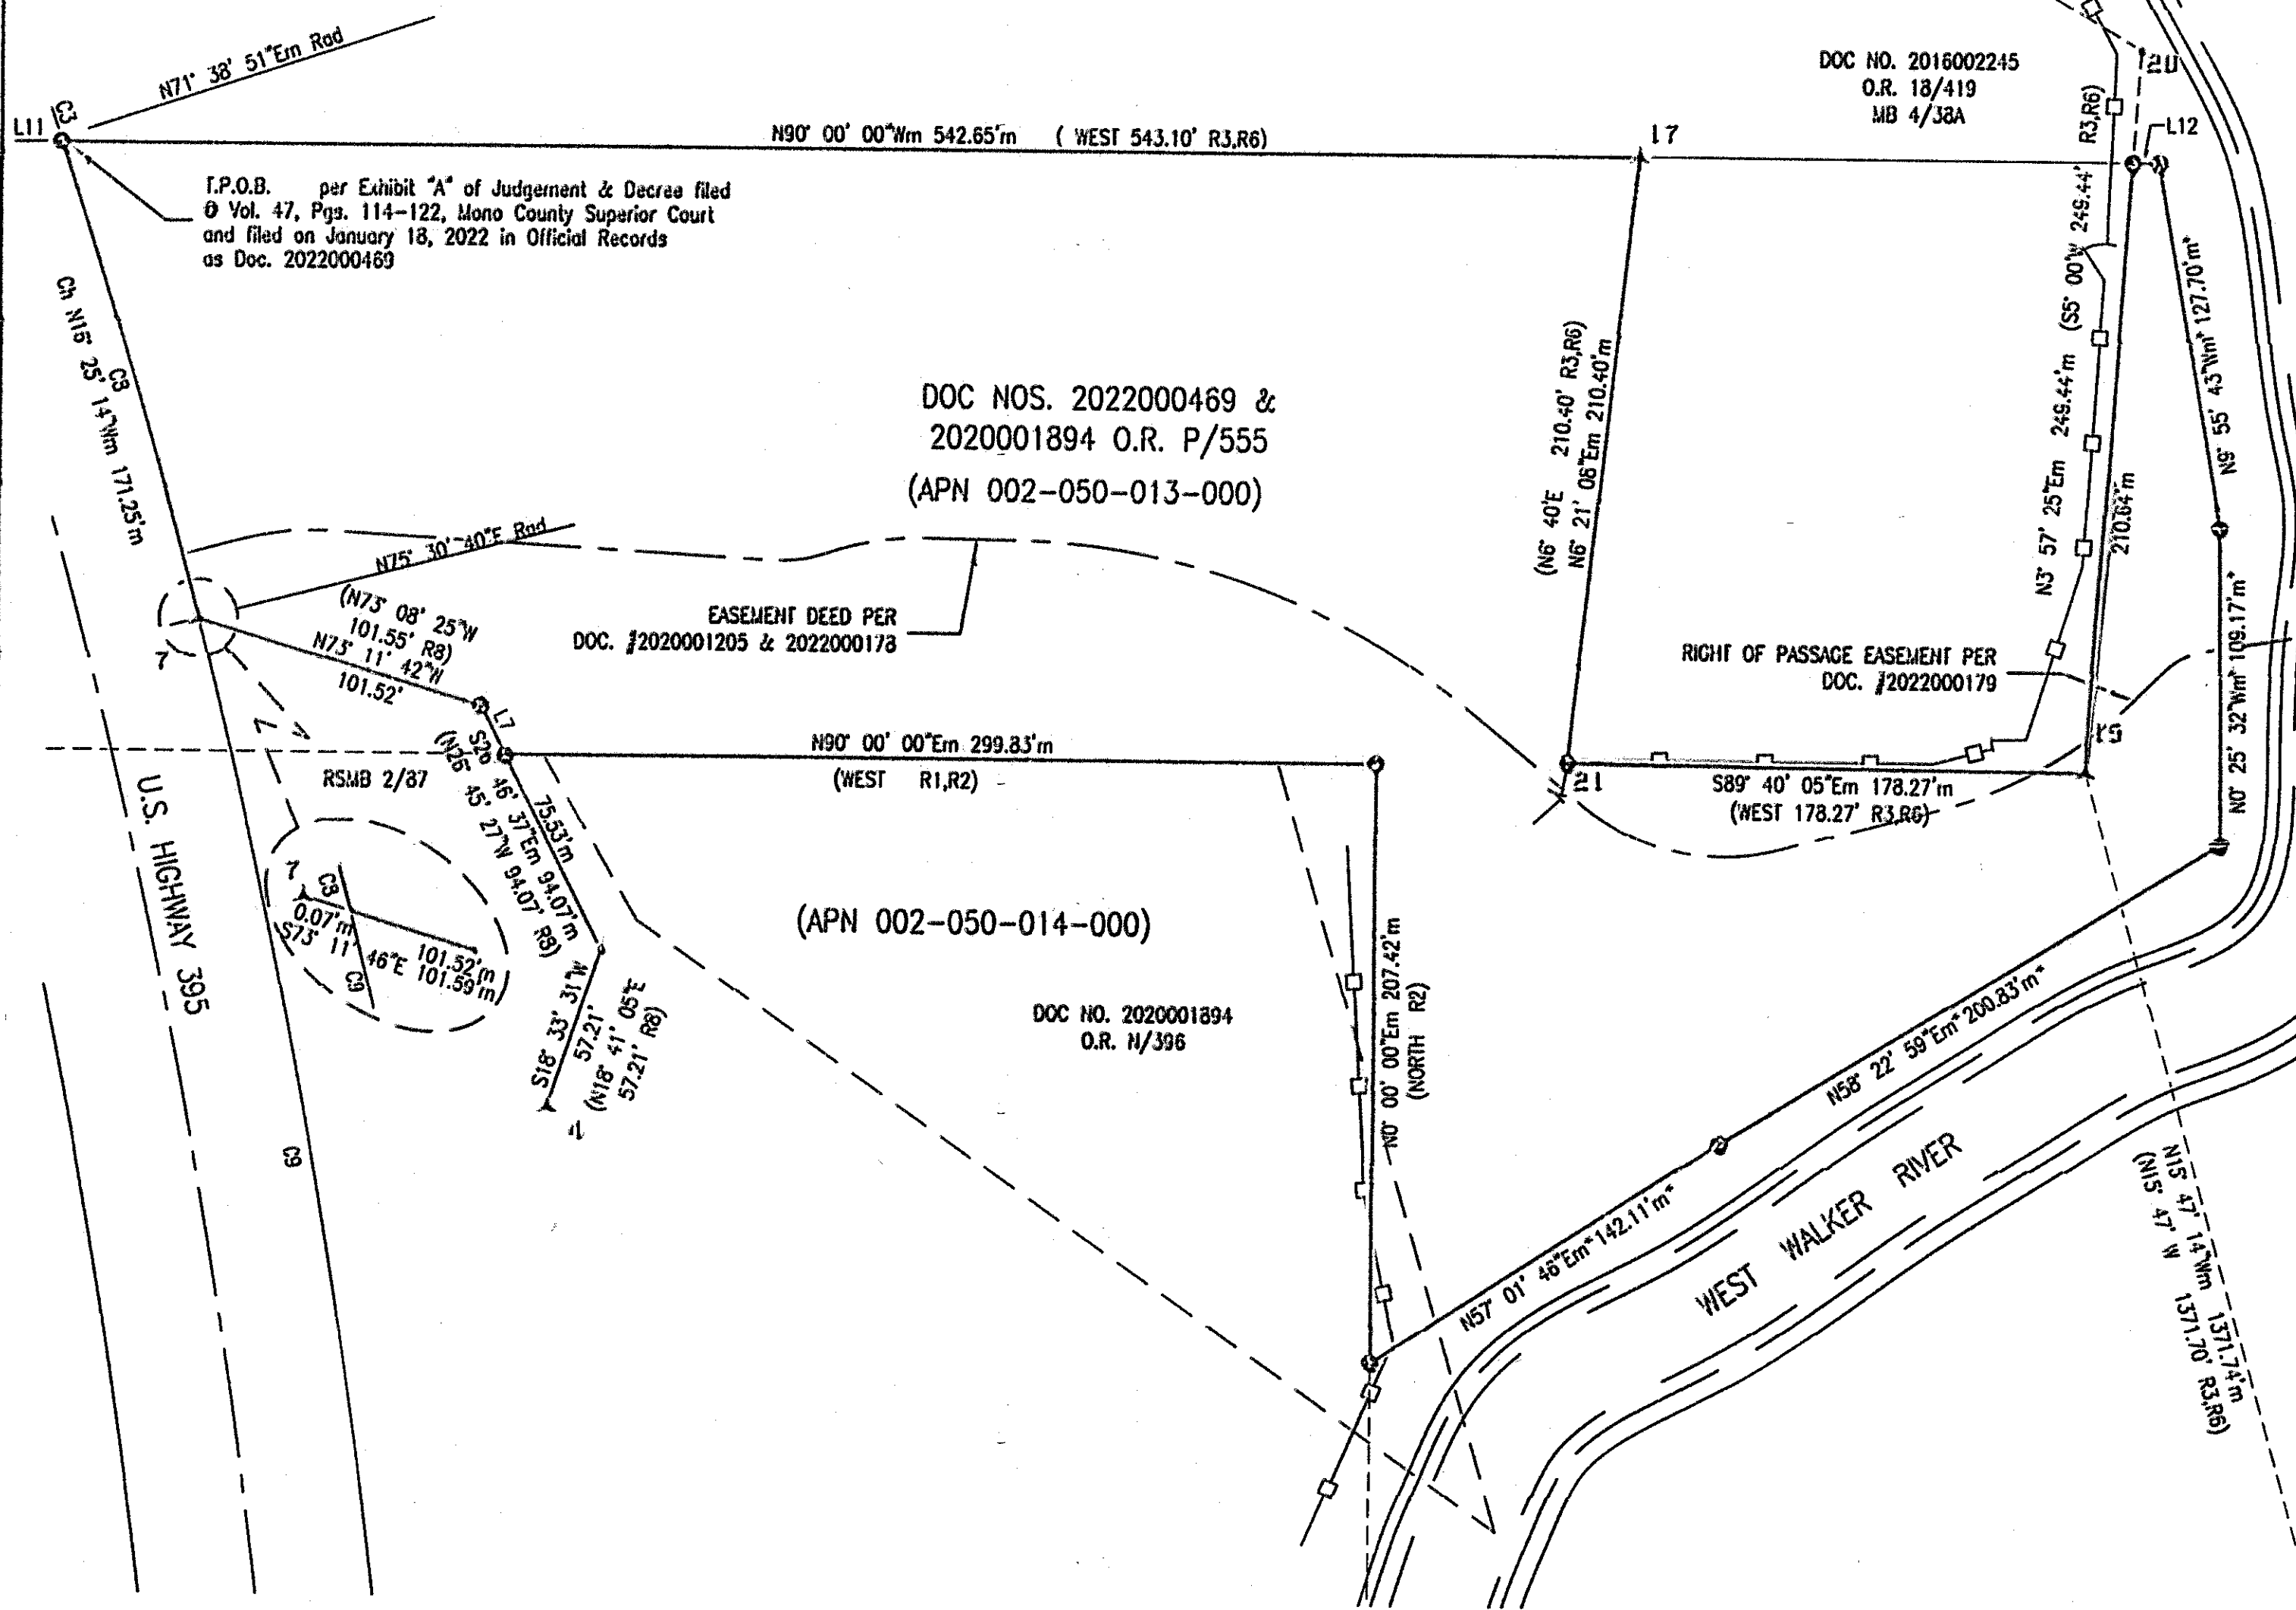 N71° 38' 51"Em Rad
C3
L11
N90° 00' 00"Wm 542.65'm ( WEST 543.10' R3,R6)
17
DOC NO. 2016002245
O.R. 18/419
MB 4/38A
20
L12
T.P.O.B. per Exhibit "A" of Judgement & Decree filed
@ Vol. 47, Pgs. 114-122, Mono County Superior Court
and filed on January 18, 2022 in Official Records
as Doc. 2022000469
Ch N15° 25' 14"Wm 171.25'm
C8
DOC NOS. 2022000469 &
2020001894 O.R. P/555
(APN 002-050-013-000)
(N6° 40'E 210.40' R3,R6)
N6° 21' 08"Em 210.40'm
N3° 57' 25"Em 249.44'm (S5° 00'W 249.44' R3,R6)
210.64'm
N9° 55' 43"Wm* 127.70'm*
N0° 25' 32"Wm* 109.17'm*
N75° 30' 40"E Rad
(N73° 08' 25"W
101.55' R8)
N73° 11' 42"W
101.52'
7
EASEMENT DEED PER
DOC. #2020001205 & 2022000178
RIGHT OF PASSAGE EASEMENT PER
DOC. #2022000179
L7
N90° 00' 00"Em 299.83'm
(WEST R1,R2)
RSMB 2/87
21
S89° 40' 05"Em 178.27'm
(WEST 178.27' R3,R6)
19
75.53'm
S26° 46' 37"Em 94.07'm
(N26° 45' 27"W 94.07' R8)
U.S. HIGHWAY 395
7
C8
0.07'm
101.52'm
S73° 11' 46"E 101.59'm
C9
(APN 002-050-014-000)
DOC NO. 2020001894
O.R. N/396
N0° 00' 00"Em 207.42'm
(NORTH R2)
S18° 33' 31"W
57.21'
(N18° 41' 05"E
57.21' R8)
C9
N58° 22' 59"Em* 200.83'm*
N57° 01' 46"Em* 142.11'm*
WEST WALKER RIVER
N15° 47' 14"Wm 1371.74'm
(N15° 47' W 1371.70' R3,R6)